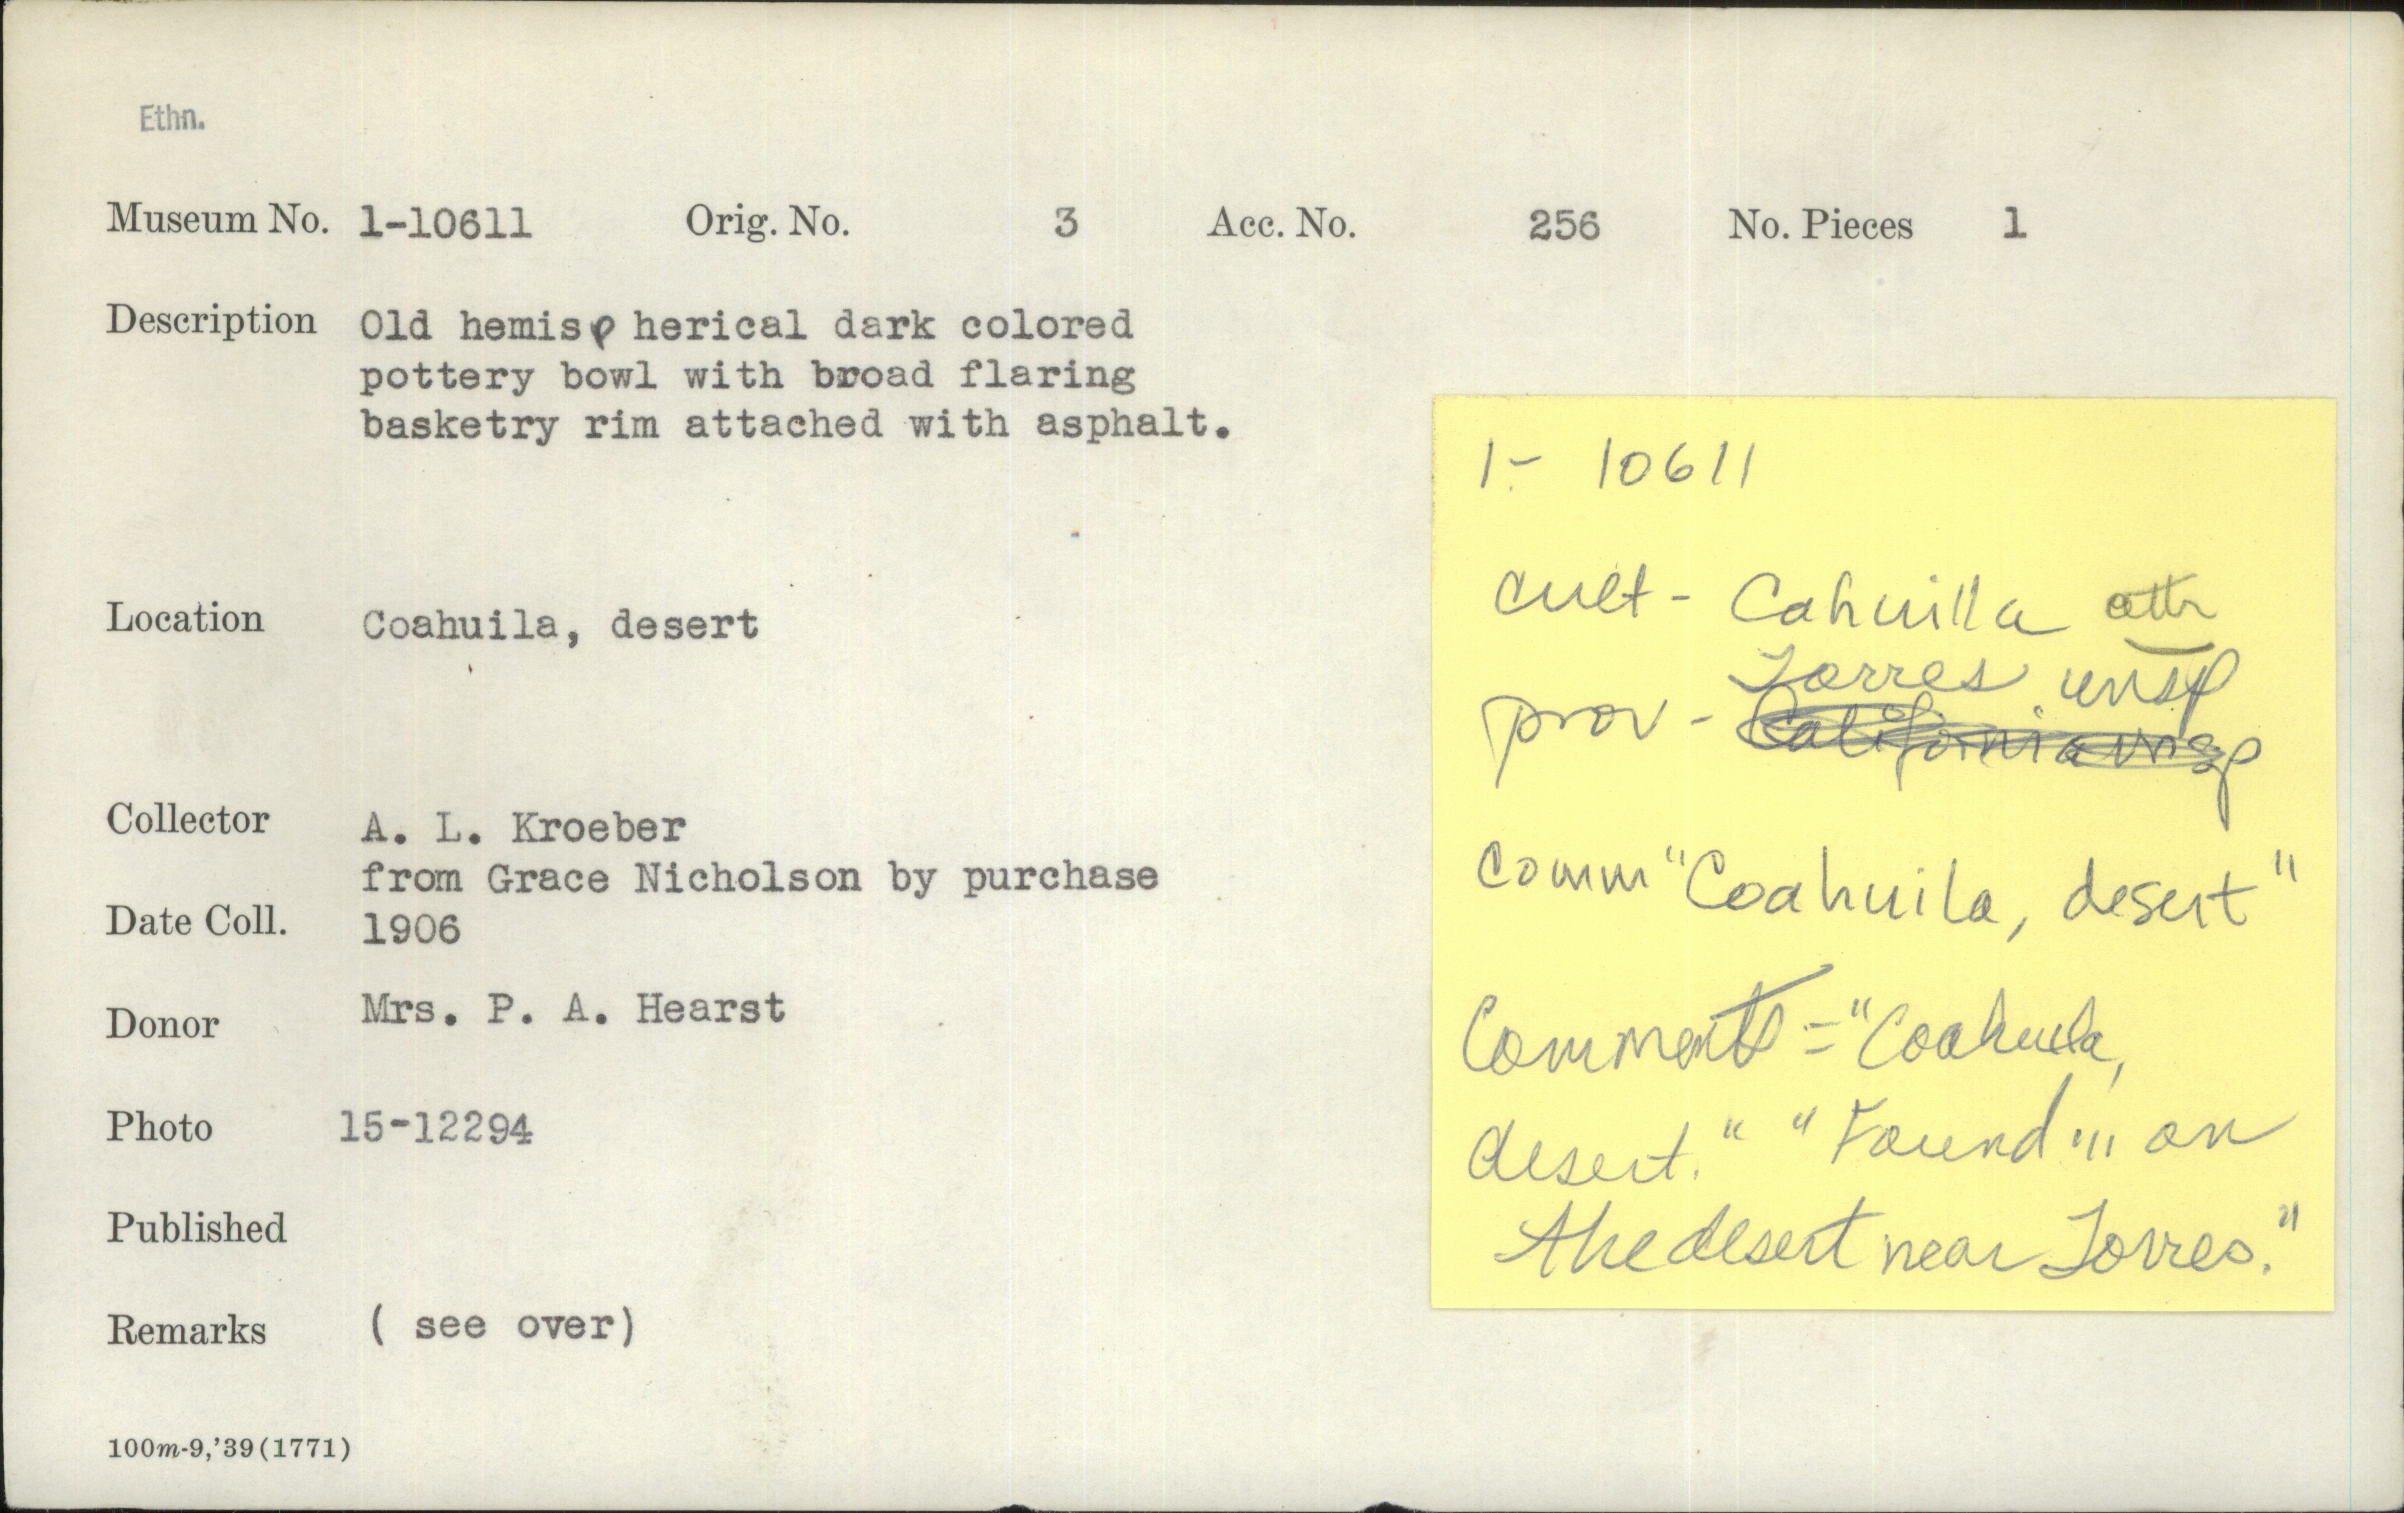 Ethn.
Museum No. 1-10611 Orig. No. 3 Acc. No. 256 No. Pieces 1
Description Old hemispherical dark colored
pottery bowl with broad flaring
basketry rim attached with asphalt.
Location Coahuila, desert
Collector A. L. Kroeber
from Grace Nicholson by purchase
Date Coll. 1906
Donor Mrs. P. A. Hearst
Photo 15-12294
Published
Remarks ( see over)
100m-9,'39(1771)
1- 10611
cult- Cahuilla attr
Torres unsp
prov- California unsp
comm "Coahuila, desert"
Comments = "Coahuila,
desert." "Found ... on
the desert near Torres."